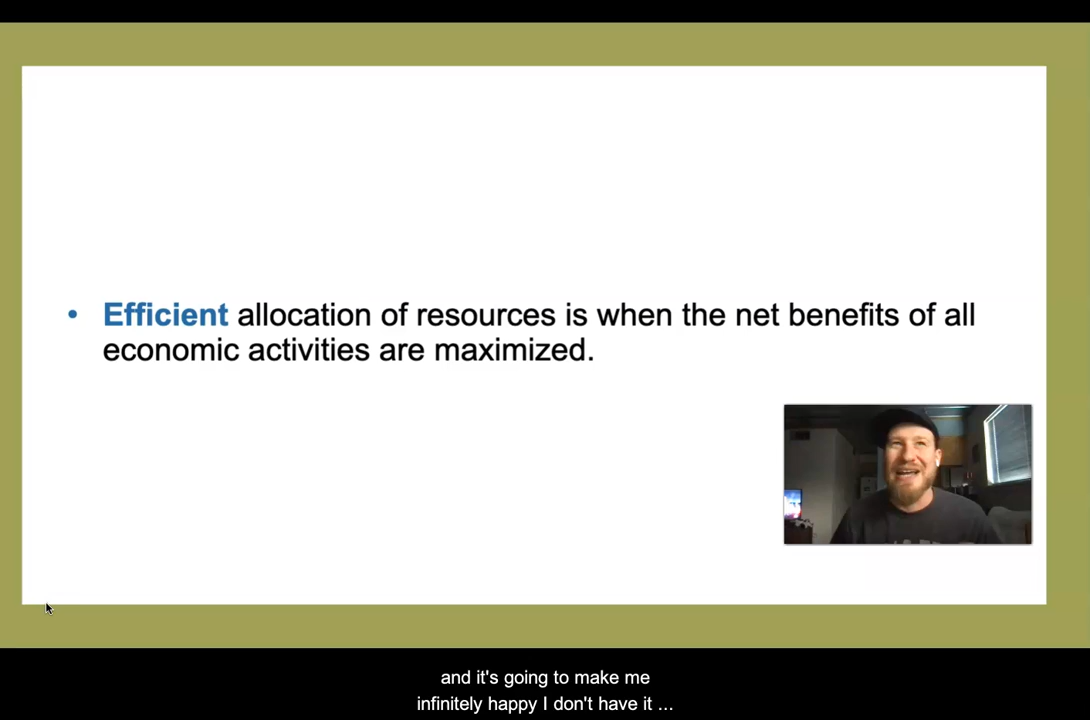 • Efficient allocation of resources is when the net benefits of all
economic activities are maximized.
and it's going to make me
infinitely happy I don't have it ...